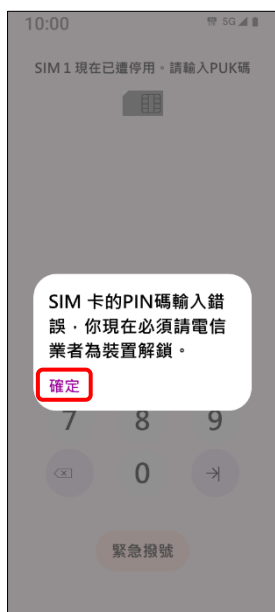 10:00 5G
SIM 1 現在已遭停用。請輸入PUK碼
SIM 卡的PIN碼輸入錯
誤，你現在必須請電信
業者為裝置解鎖。
確定
7 8 9
0
緊急撥號